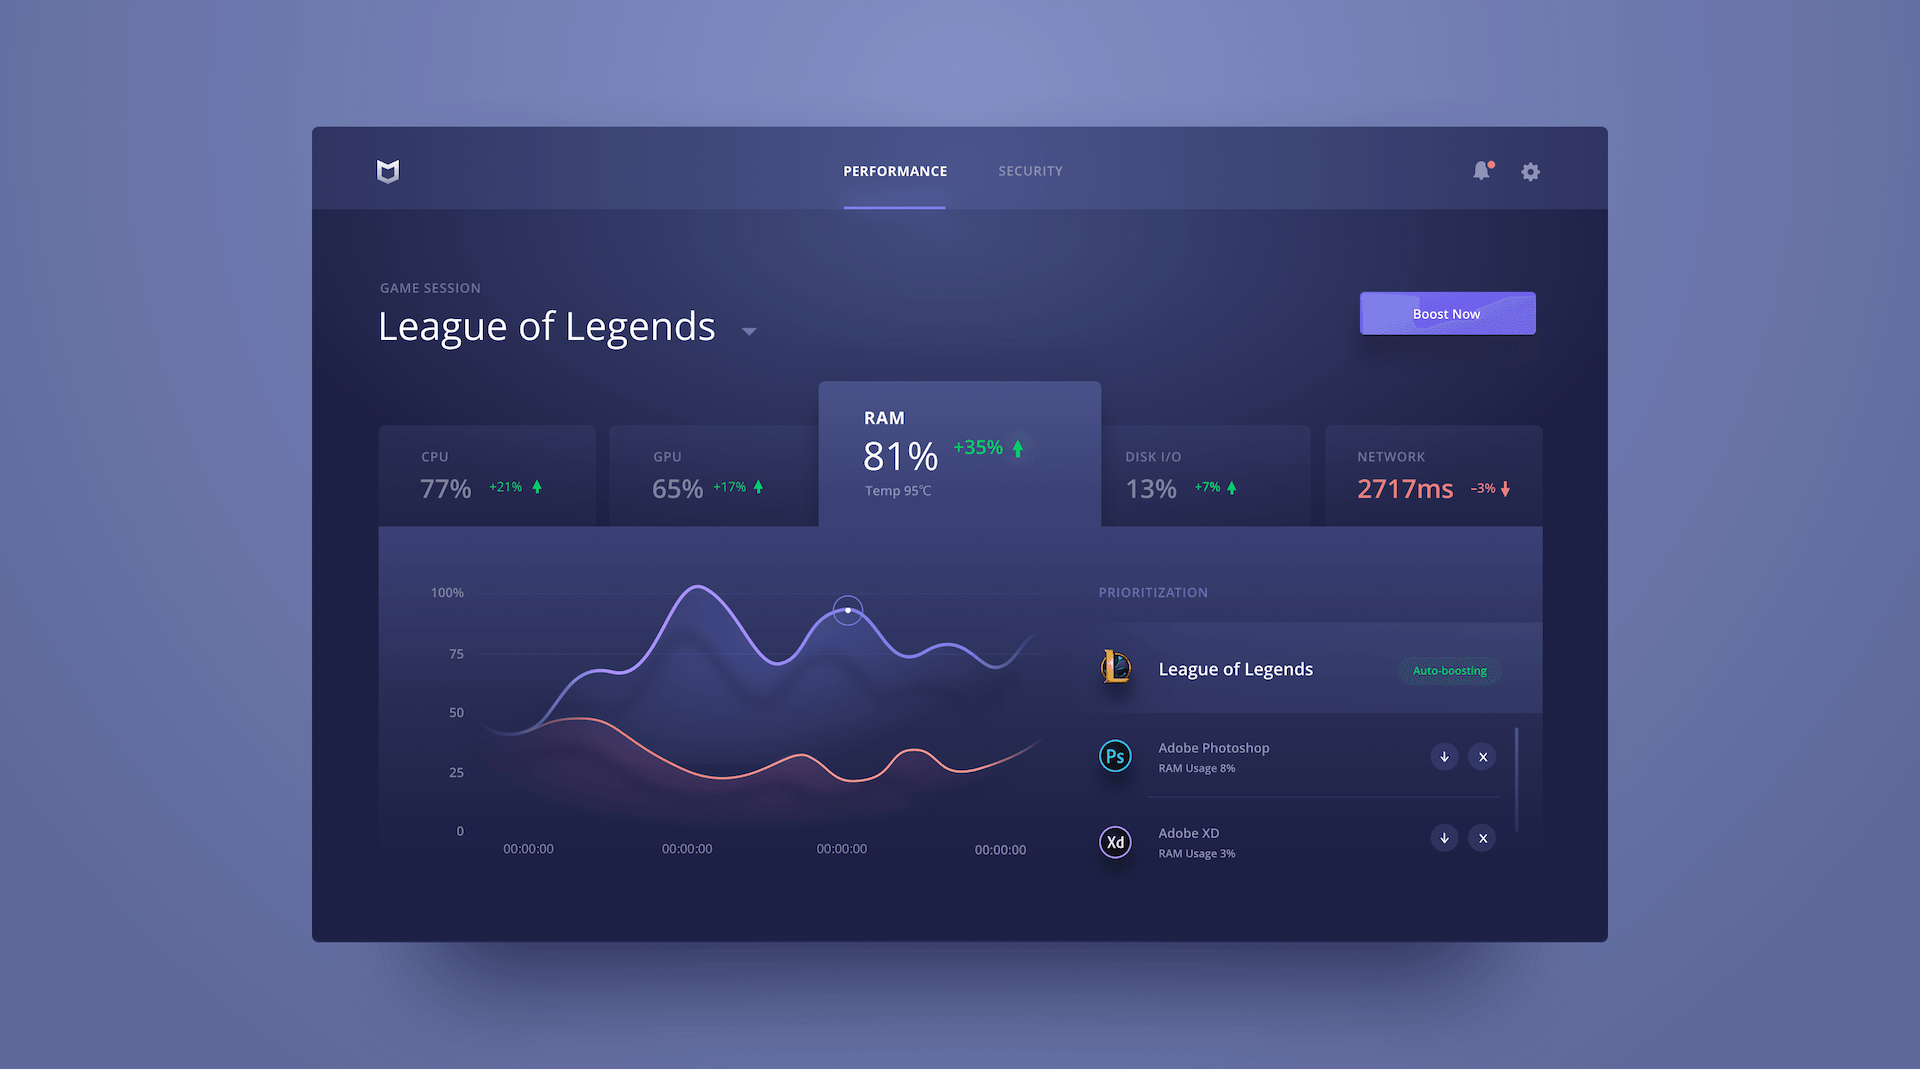 PERFORMANCE
SECURITY
GAME SESSION
League of Legends
Boost Now
CPU
77% +21%
GPU
65% +17%
RAM
81% +35%
Temp 95℃
DISK I/O
13% +7%
NETWORK
2717ms -3%
100%
75
50
25
0
00:00:00
00:00:00
00:00:00
00:00:00
PRIORITIZATION
League of Legends
Auto-boosting
Ps
Adobe Photoshop
RAM Usage 8%
X
Xd
Adobe XD
RAM Usage 3%
X